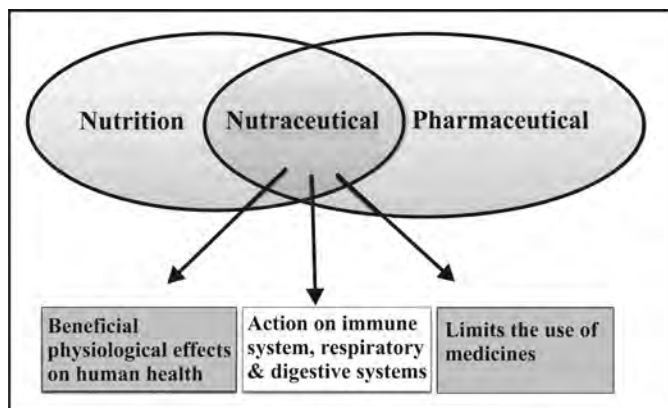 Nutrition Nutraceutical Pharmaceutical
Beneficial
physiological effects
on human health
Action on immune
system, respiratory
& digestive systems
Limits the use of
medicines